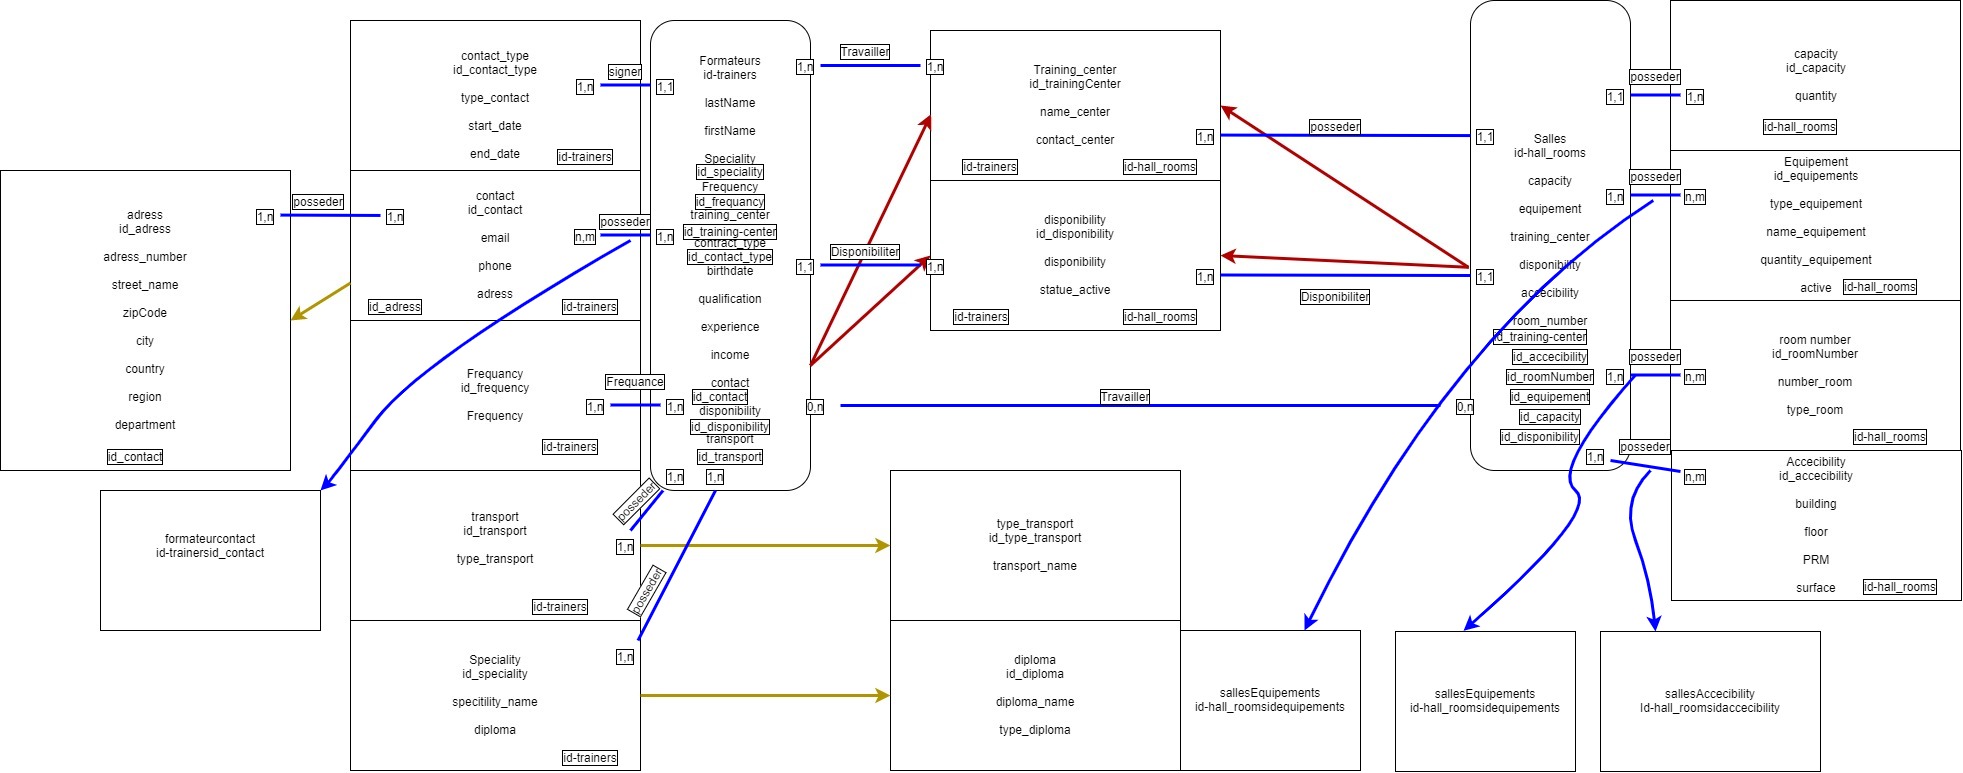 adress
id_adress
adress_number
street_name
zipCode
city
country
region
department
id_contact
1,n
posseder
1,n
contact_type
id_contact_type
type_contact
start_date
end_date
id-trainers
1,n
signer
1,1
contact
id_contact
email
phone
adress
id_adress
id-trainers
n,m
posseder
1,n
Frequancy
id_frequency
Frequency
id-trainers
1,n
Frequance
1,n
transport
id_transport
type_transport
id-trainers
1,n
posseder
1,n
Speciality
id_speciality
specitility_name
diploma
id-trainers
1,n
posseder
1,n
formateurcontact
id-trainersid_contact
Formateurs
id-trainers
lastName
firstName
Speciality
id_speciality
Frequency
id_frequancy
training_center
id_training-center
contract_type
id_contact_type
birthdate
qualification
experience
income
contact
id_contact
disponibility
id_disponibility
transport
id_transport
1,n
Travailler
1,n
1,1
Disponibiliter
1,n
0,n
Travailler
0,n
Training_center
id_trainingCenter
name_center
contact_center
id-trainers
id-hall_rooms
1,n
posseder
1,1
disponibility
id_disponibility
disponibility
statue_active
id-trainers
id-hall_rooms
1,n
Disponibiliter
1,1
type_transport
id_type_transport
transport_name
diploma
id_diploma
diploma_name
type_diploma
Salles
id-hall_rooms
capacity
equipement
training_center
disponibility
accecibility
room_number
id_training-center
id_accecibility
id_roomNumber
id_equipement
id_capacity
id_disponibility
1,1
posseder
1,n
1,n
posseder
n,m
1,n
posseder
n,m
1,n
posseder
n,m
capacity
id_capacity
quantity
id-hall_rooms
Equipement
id_equipements
type_equipement
name_equipement
quantity_equipement
active
id-hall_rooms
room number
id_roomNumber
number_room
type_room
id-hall_rooms
Accecibility
id_accecibility
building
floor
PRM
surface
id-hall_rooms
sallesEquipements
id-hall_roomsidequipements
sallesEquipements
id-hall_roomsidequipements
sallesAccecibility
Id-hall_roomsidaccecibility